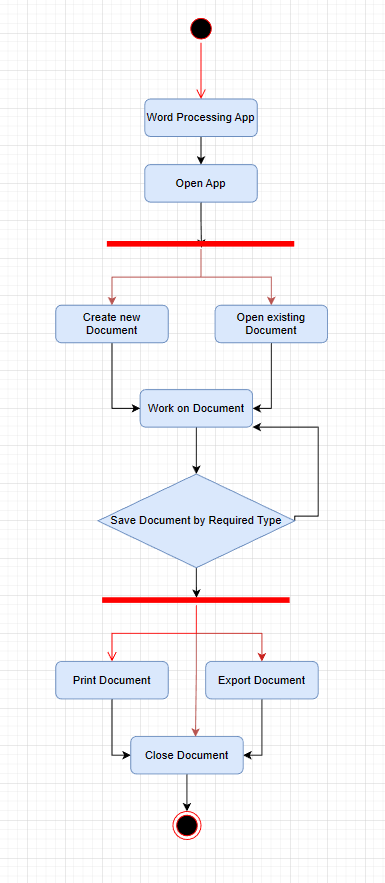 Word Processing App
Open App
Create new
Document
Open existing
Document
Work on Document
Save Document by Required Type
Print Document
Export Document
Close Document